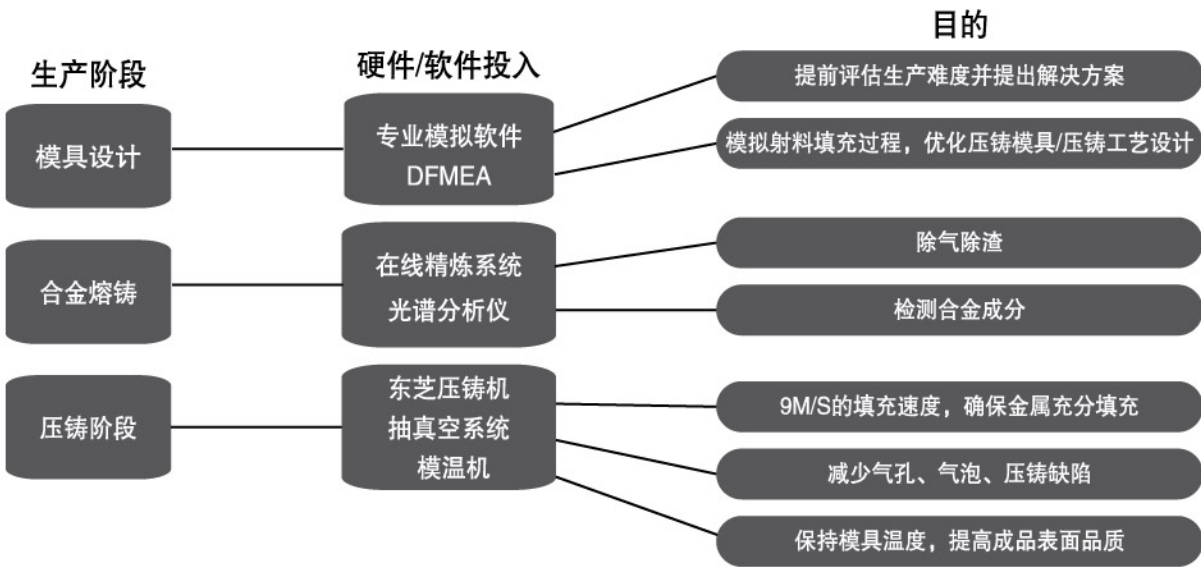 生产阶段
硬件/软件投入
目的
模具设计
专业模拟软件
DFMEA
提前评估生产难度并提出解决方案
模拟射料填充过程，优化压铸模具/压铸工艺设计
合金熔铸
在线精炼系统
光谱分析仪
除气除渣
检测合金成分
压铸阶段
东芝压铸机
抽真空系统
模温机
9M/S的填充速度，确保金属充分填充
减少气孔、气泡、压铸缺陷
保持模具温度，提高成品表面品质